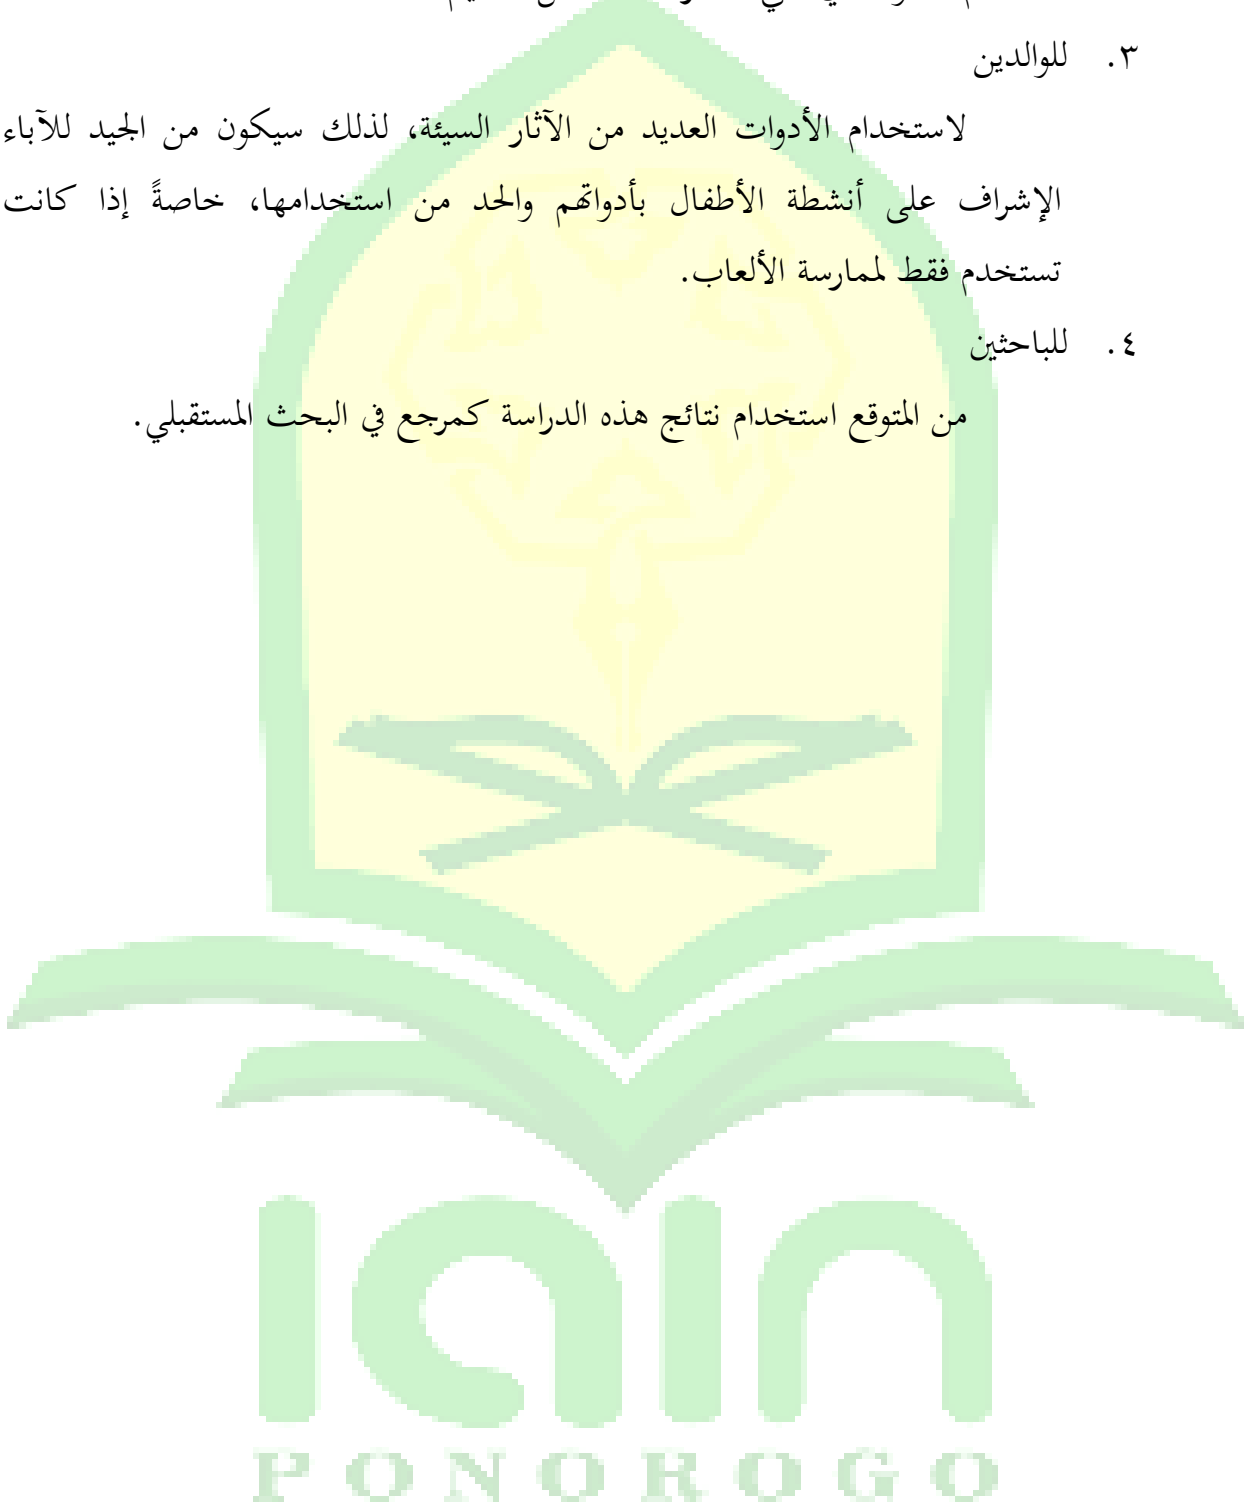 ٣. للوالدين
لاستخدام الأدوات العديد من الآثار السيئة، لذلك سيكون من الجيد للآباء
الإشراف على أنشطة الأطفال بأدواتهم والحد من استخدامها، خاصةً إذا كانت
تستخدم فقط لممارسة الألعاب.
٤. للباحثين
من المتوقع استخدام نتائج هذه الدراسة كمرجع في البحث المستقبلي.
iain
PONOROGO